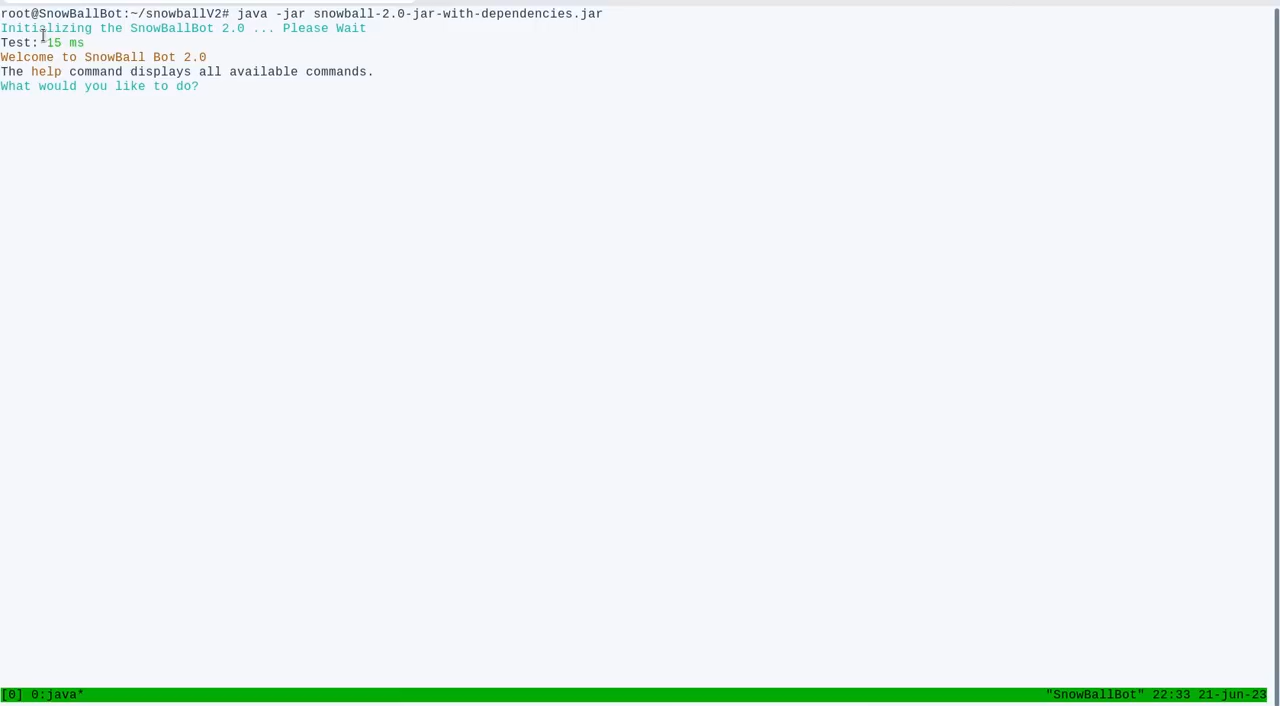 root@SnowBallBot:~/snowballV2# java -jar snowball-2.0-jar-with-dependencies.jar
Initializing the SnowBallBot 2.0 ... Please Wait
Test: 15 ms
Welcome to SnowBall Bot 2.0
The help command displays all available commands.
What would you like to do?
[0] 0:java* "SnowBallBot" 22:33 21-jun-23